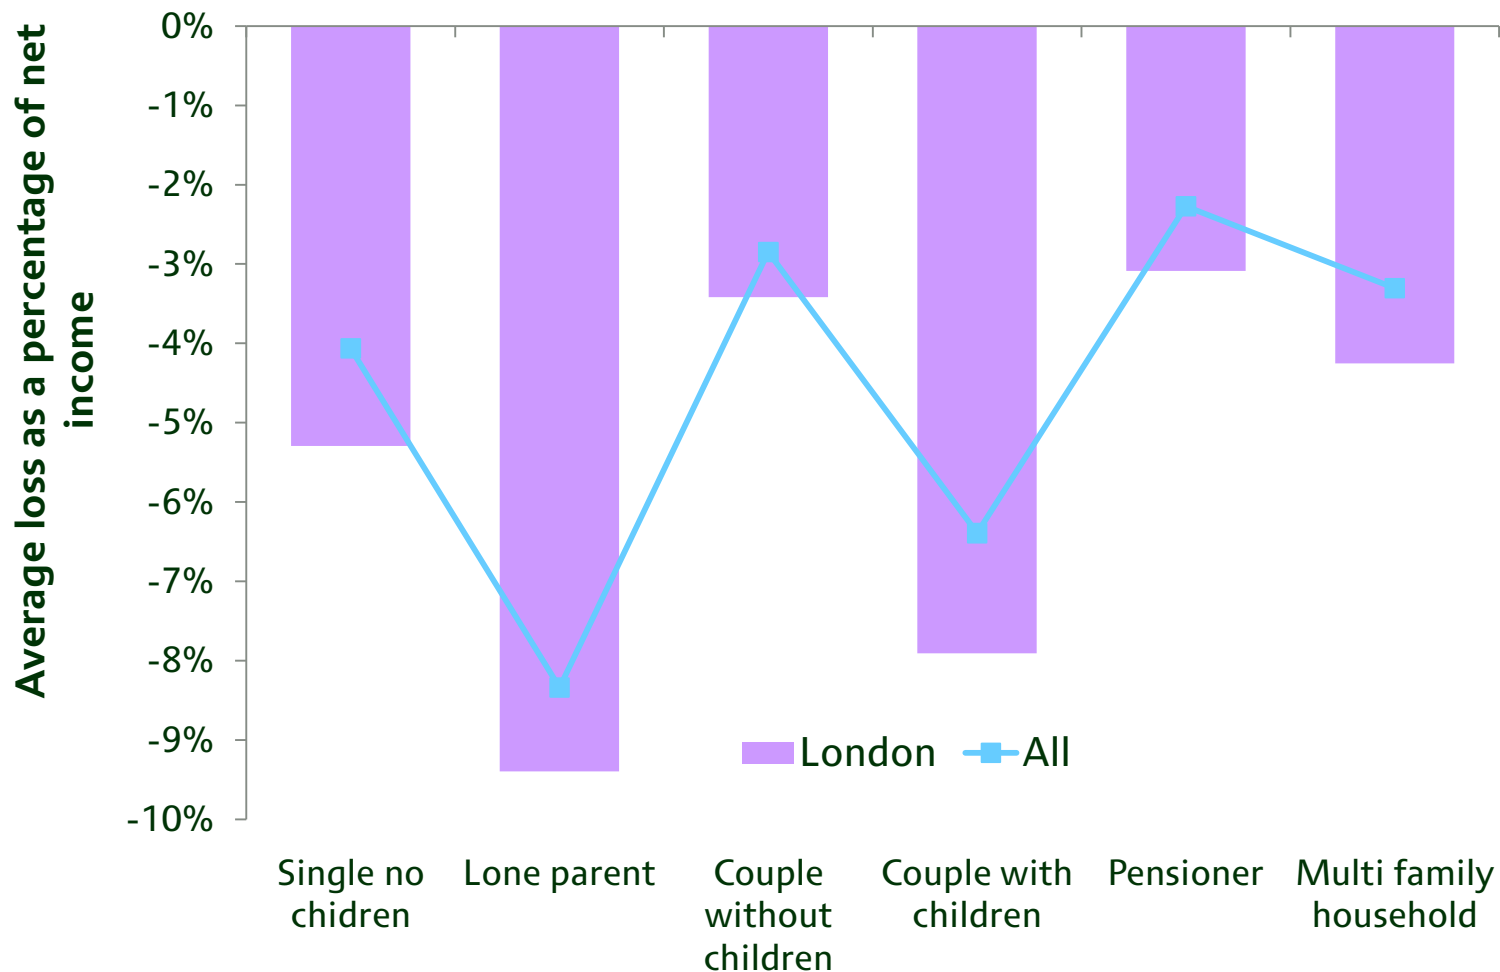 Average loss as a percentage of net
income
0%
-1%
-2%
-3%
-4%
-5%
-6%
-7%
-8%
-9%
-10%
London
All
Single no
chidren
Lone parent
Couple
without
children
Couple with
children
Pensioner
Multi family
household